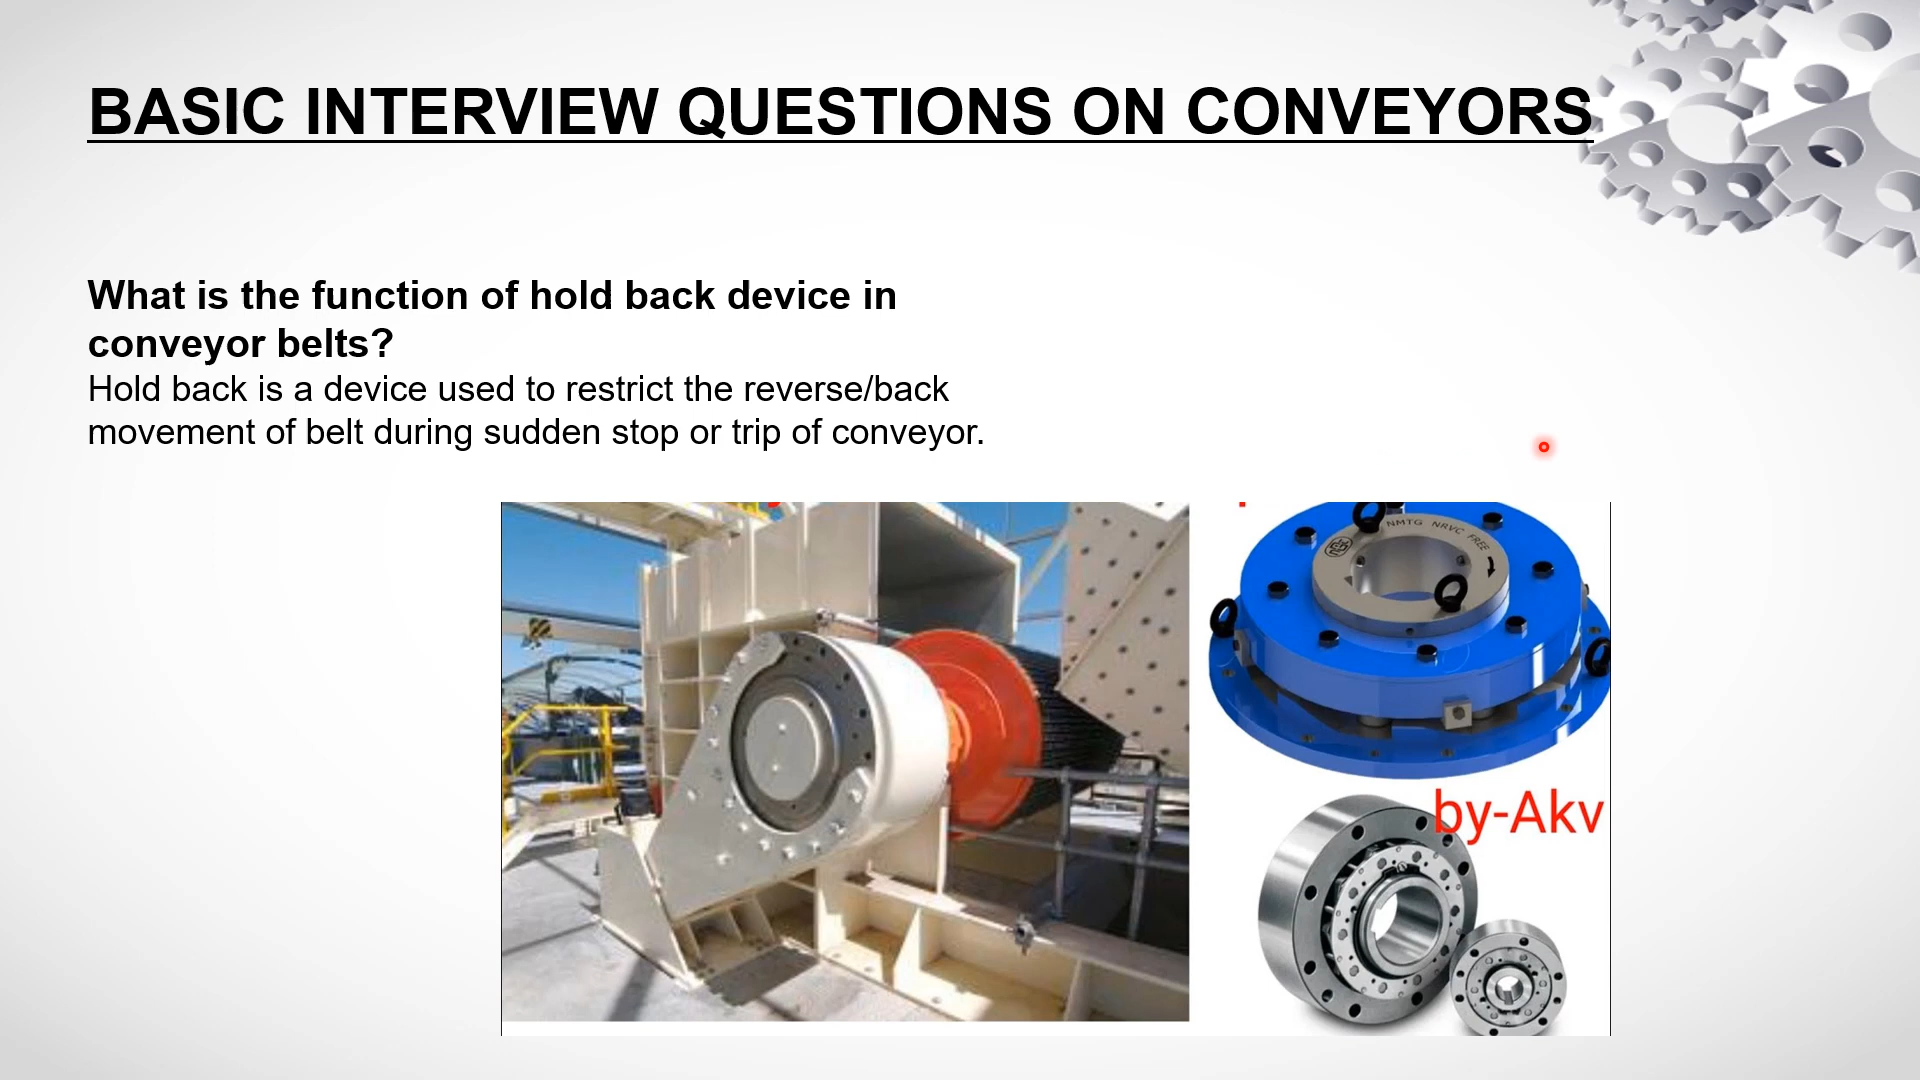 BASIC INTERVIEW QUESTIONS ON CONVEYORS
What is the function of hold back device in
conveyor belts?
Hold back is a device used to restrict the reverse/back
movement of belt during sudden stop or trip of conveyor.
NMTG NRVC FREE
by-Akv